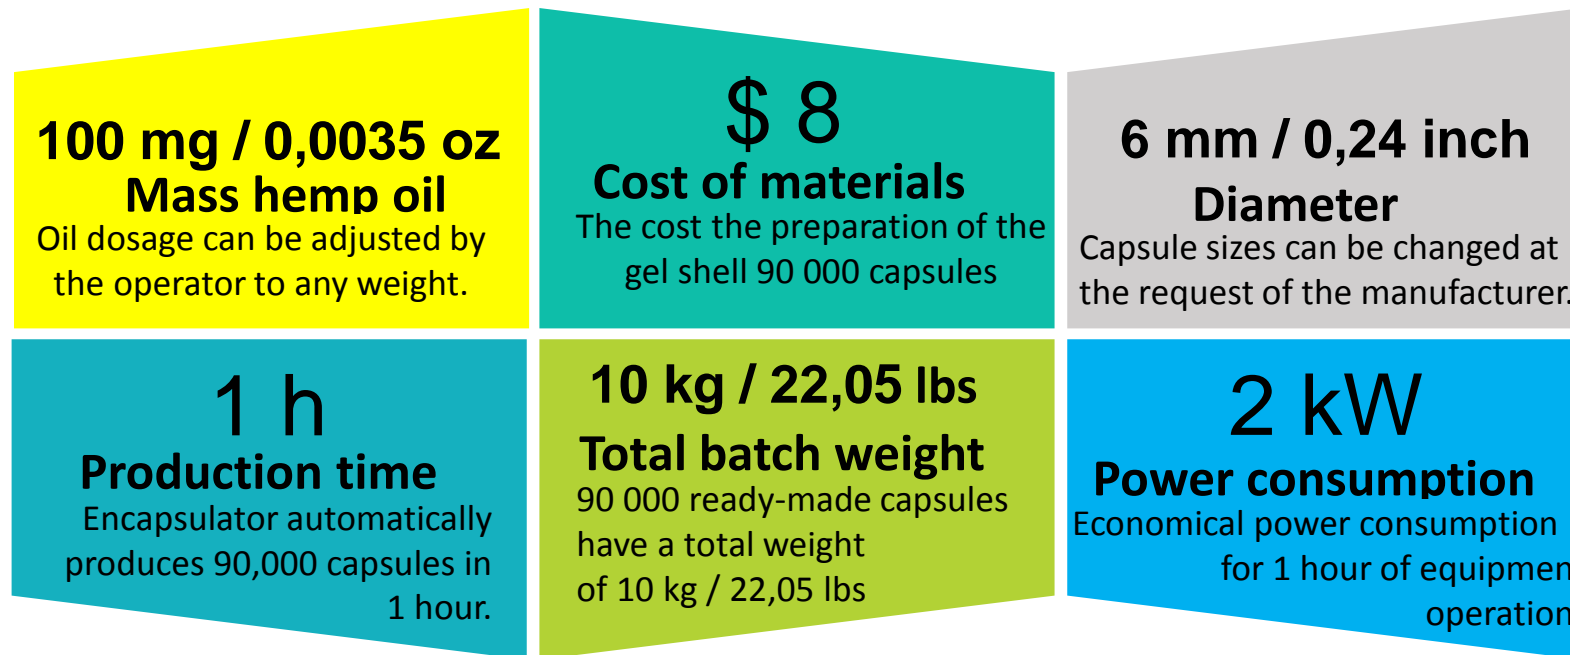 100 mg / 0,0035 oz
Mass hemp oil
Oil dosage can be adjusted by
the operator to any weight.
$ 8
Cost of materials
The cost the preparation of the
gel shell 90 000 capsules
6 mm / 0,24 inch
Diameter
Capsule sizes can be changed at
the request of the manufacturer.
1 h
Production time
Encapsulator automatically
produces 90,000 capsules in
1 hour.
10 kg / 22,05 lbs
Total batch weight
90 000 ready-made capsules
have a total weight
of 10 kg / 22,05 lbs
2 kW
Power consumption
Economical power consumption
for 1 hour of equipmen
operation